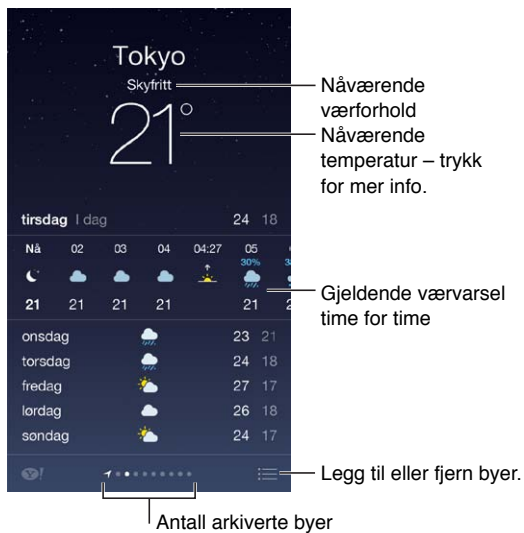 Tokyo
Skyfritt
21°
Nåværende
værforhold
Nåværende
temperatur – trykk
for mer info.
tirsdag I dag 24 18
Nå 02 03 04 04:27 05
30%
21 21 21 21 21
Gjeldende værvarsel
time for time
onsdag 23 21
torsdag 24 18
fredag 27 17
lørdag 26 18
søndag 24 17
Y!
Legg til eller fjern byer.
Antall arkiverte byer